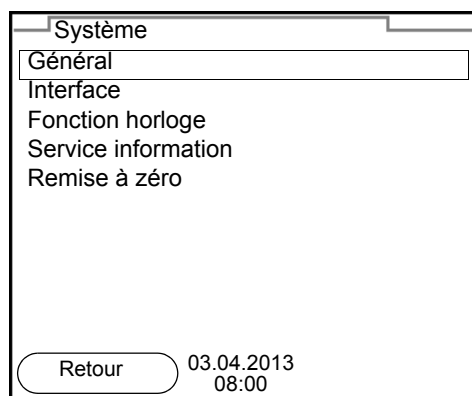 Système
Général
Interface
Fonction horloge
Service information
Remise à zéro
Retour
03.04.2013
08:00